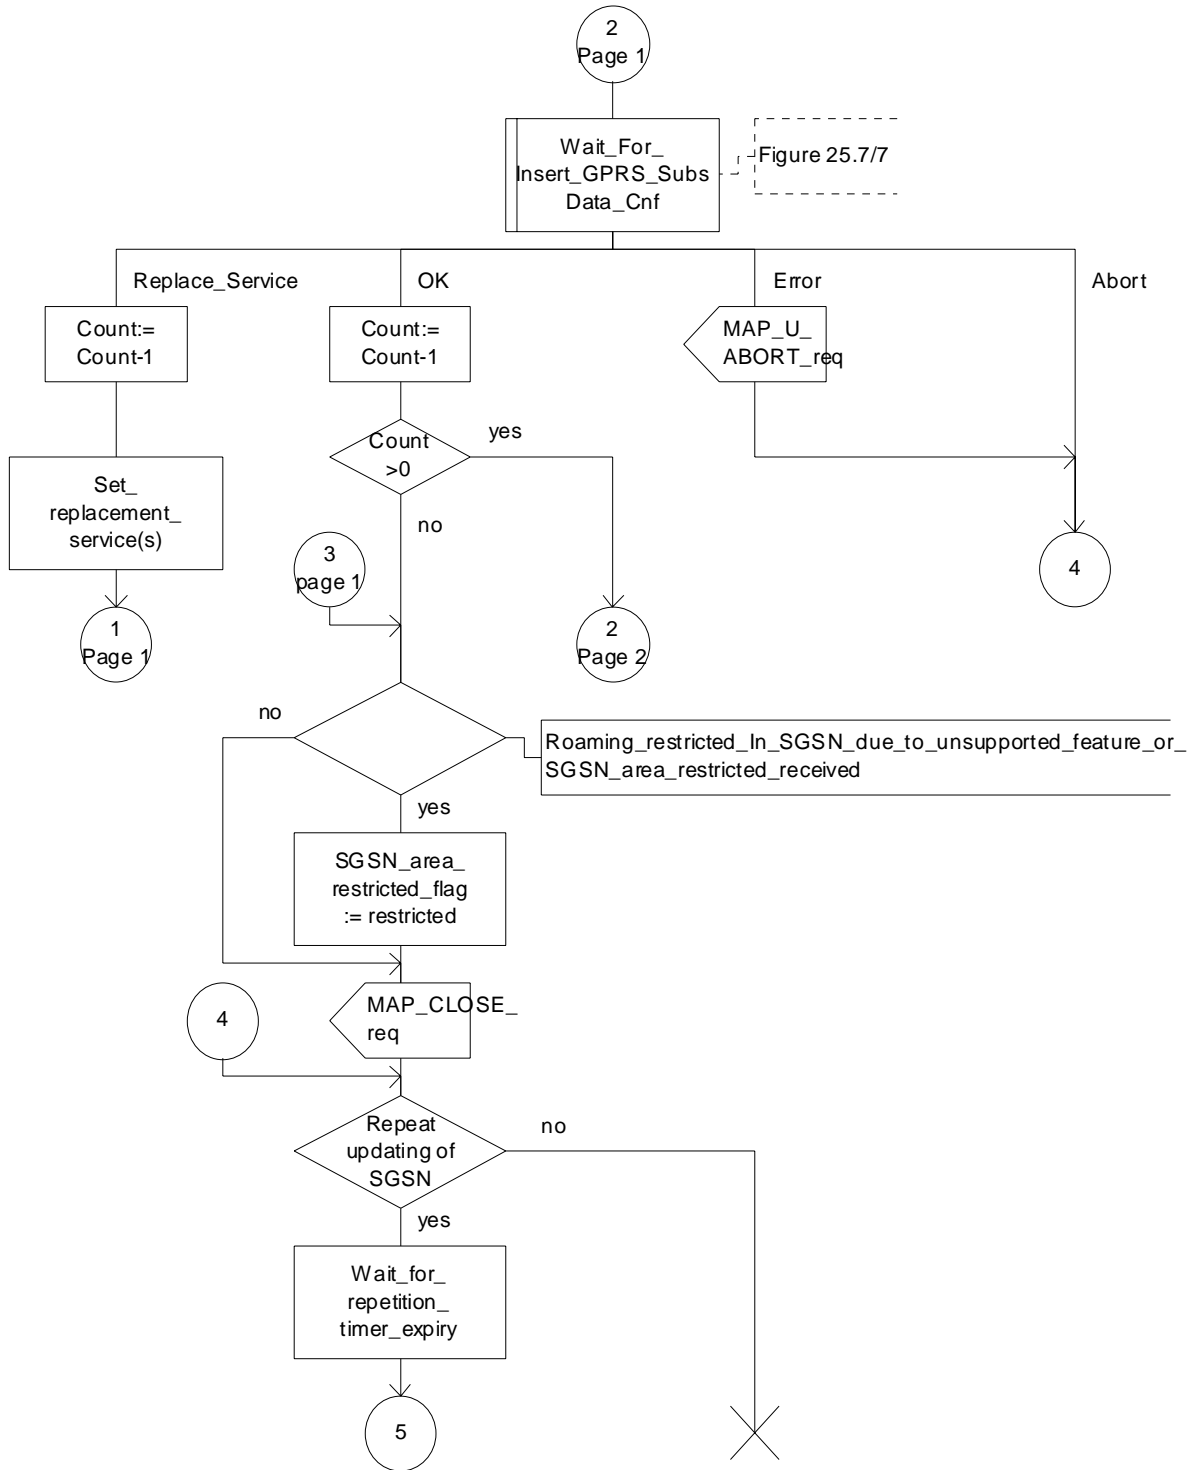 2
Page 1
Wait_For_
Insert_GPRS_Subs
Data_Cnf
Figure 25.7/7
Replace_Service
OK
Error
Abort
Count:=
Count-1
Count:=
Count-1
MAP_U_
ABORT_req
Count
>0
yes
no
Set_
replacement_
service(s)
3
page 1
4
1
Page 1
2
Page 2
no
Roaming_restricted_In_SGSN_due_to_unsupported_feature_or_
SGSN_area_restricted_received
yes
SGSN_area_
restricted_flag
:= restricted
4
MAP_CLOSE_
req
Repeat
updating of
SGSN
no
yes
Wait_for_
repetition_
timer_expiry
5